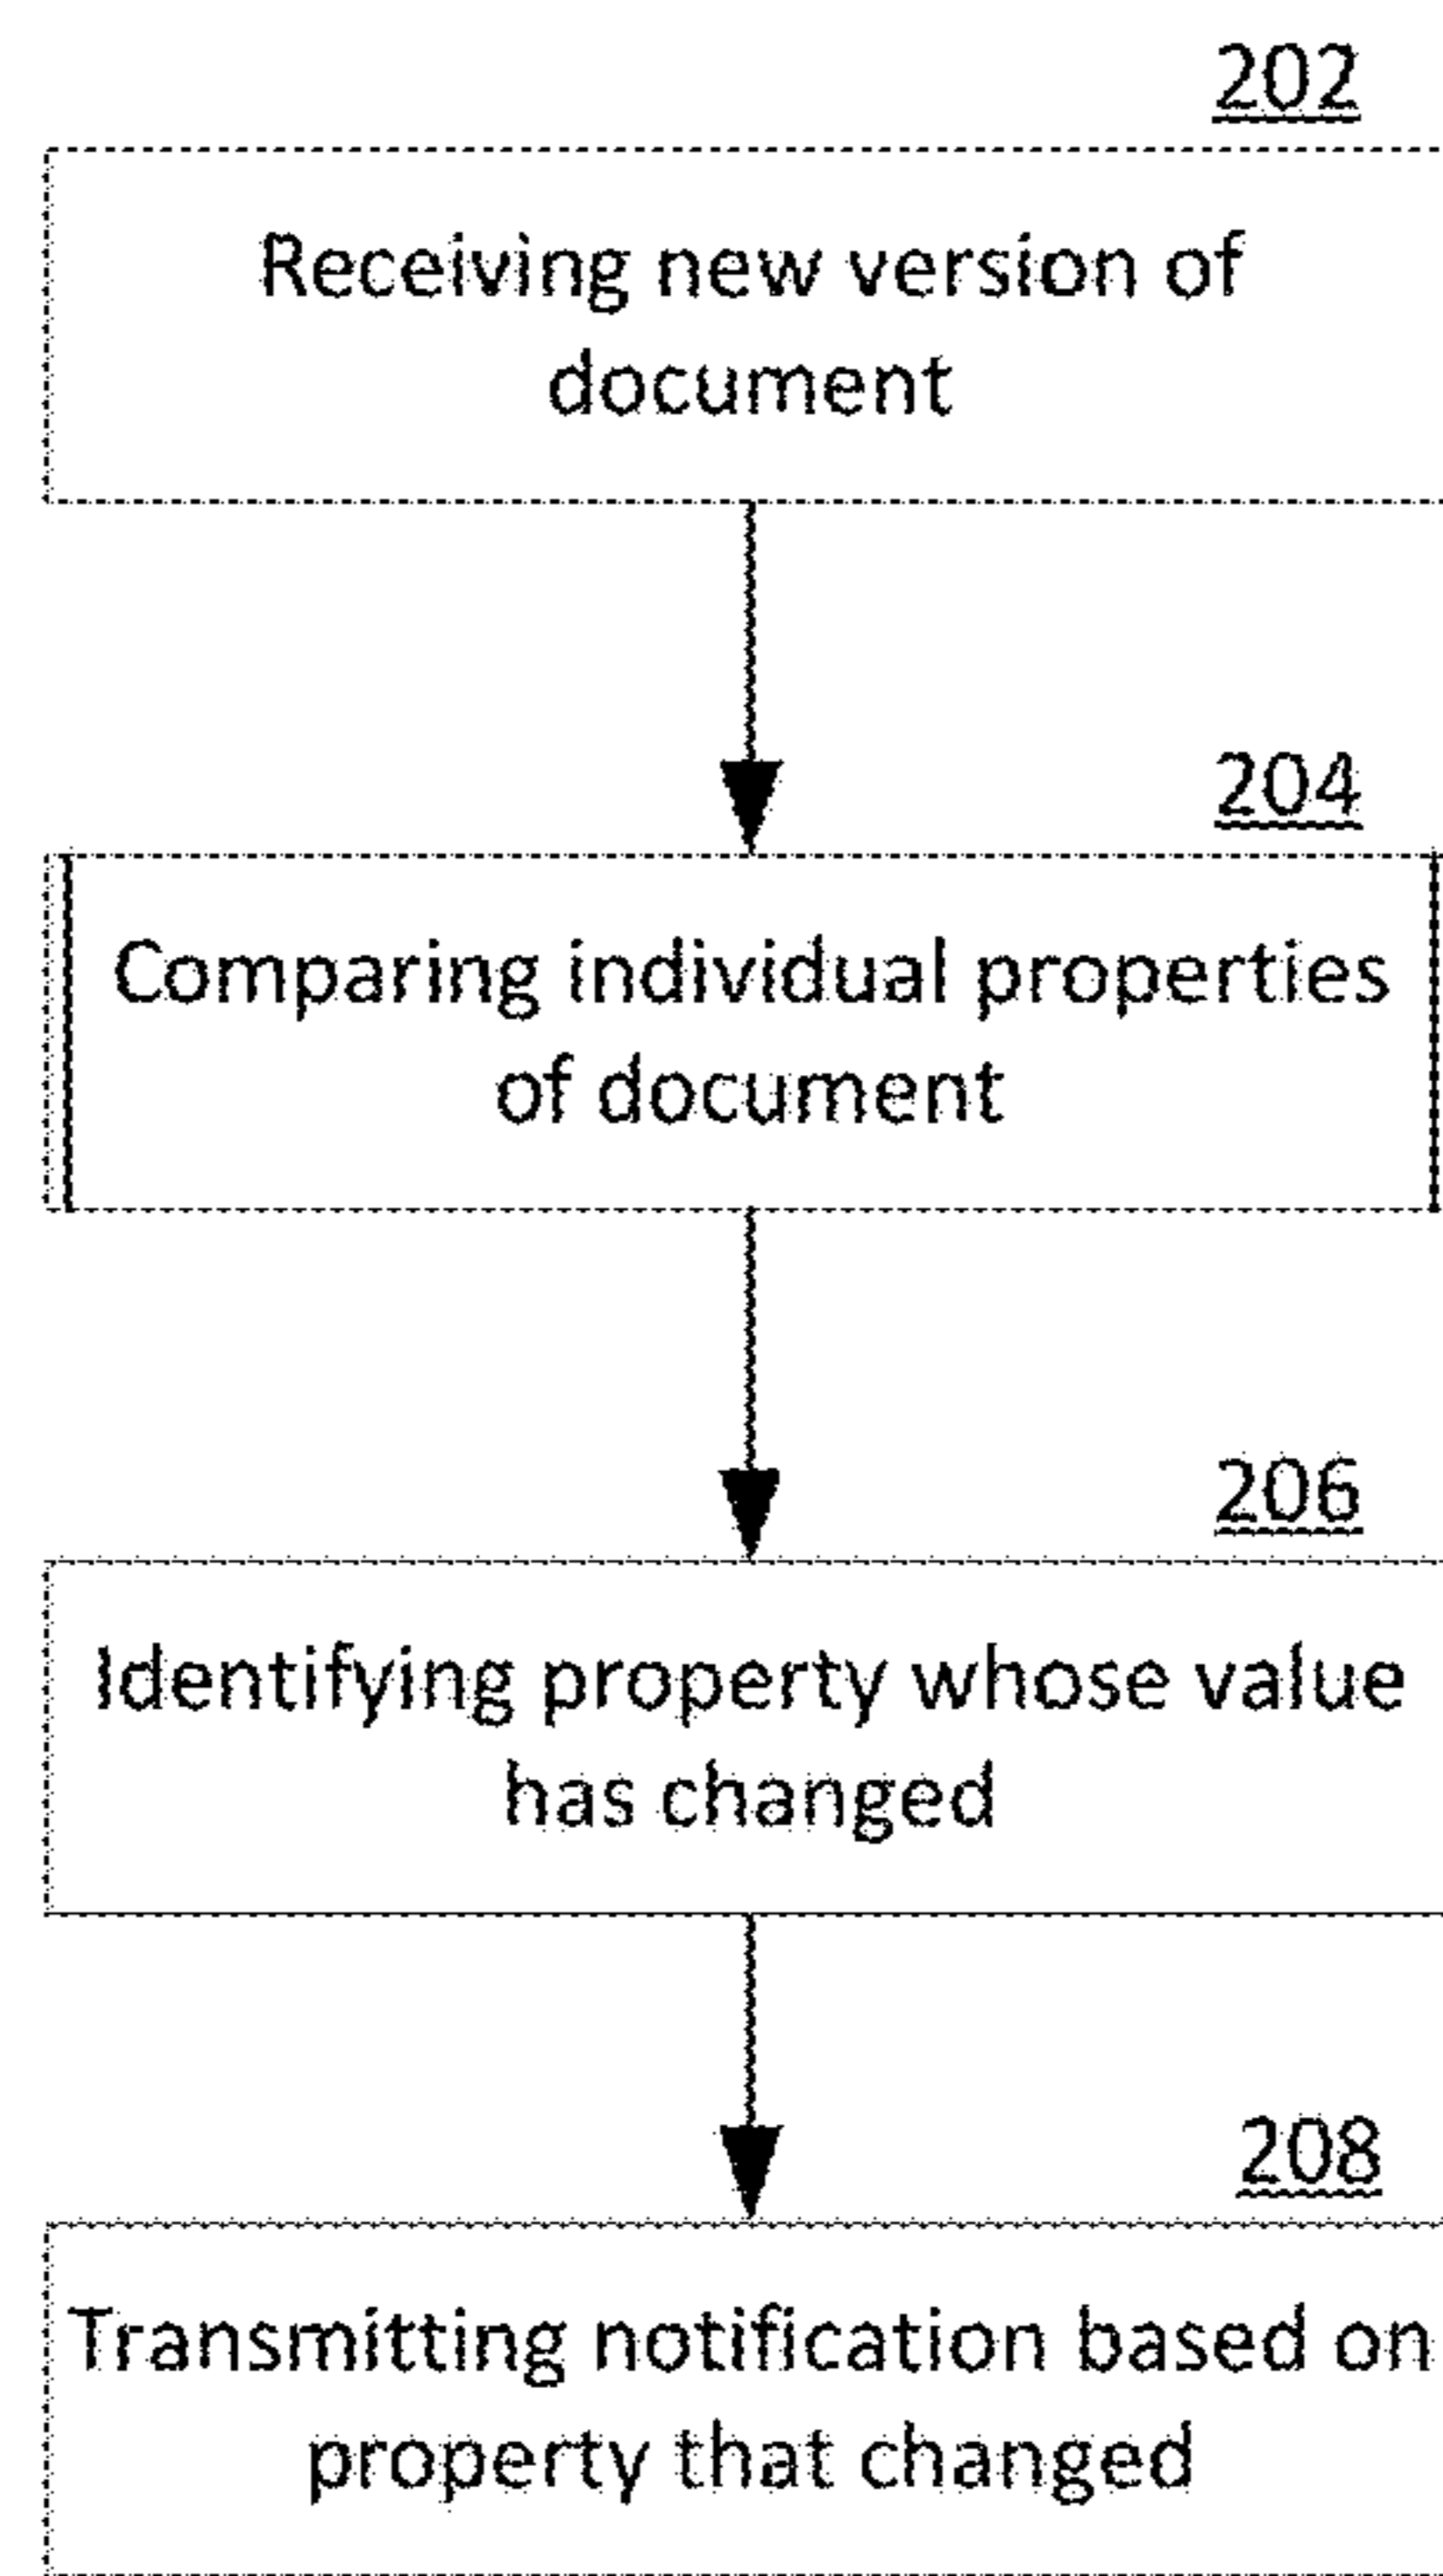 202
Receiving new version of
document
204
Comparing individual properties
of document
206
Identifying property whose value
has changed
208
Transmitting notification based on
property that changed